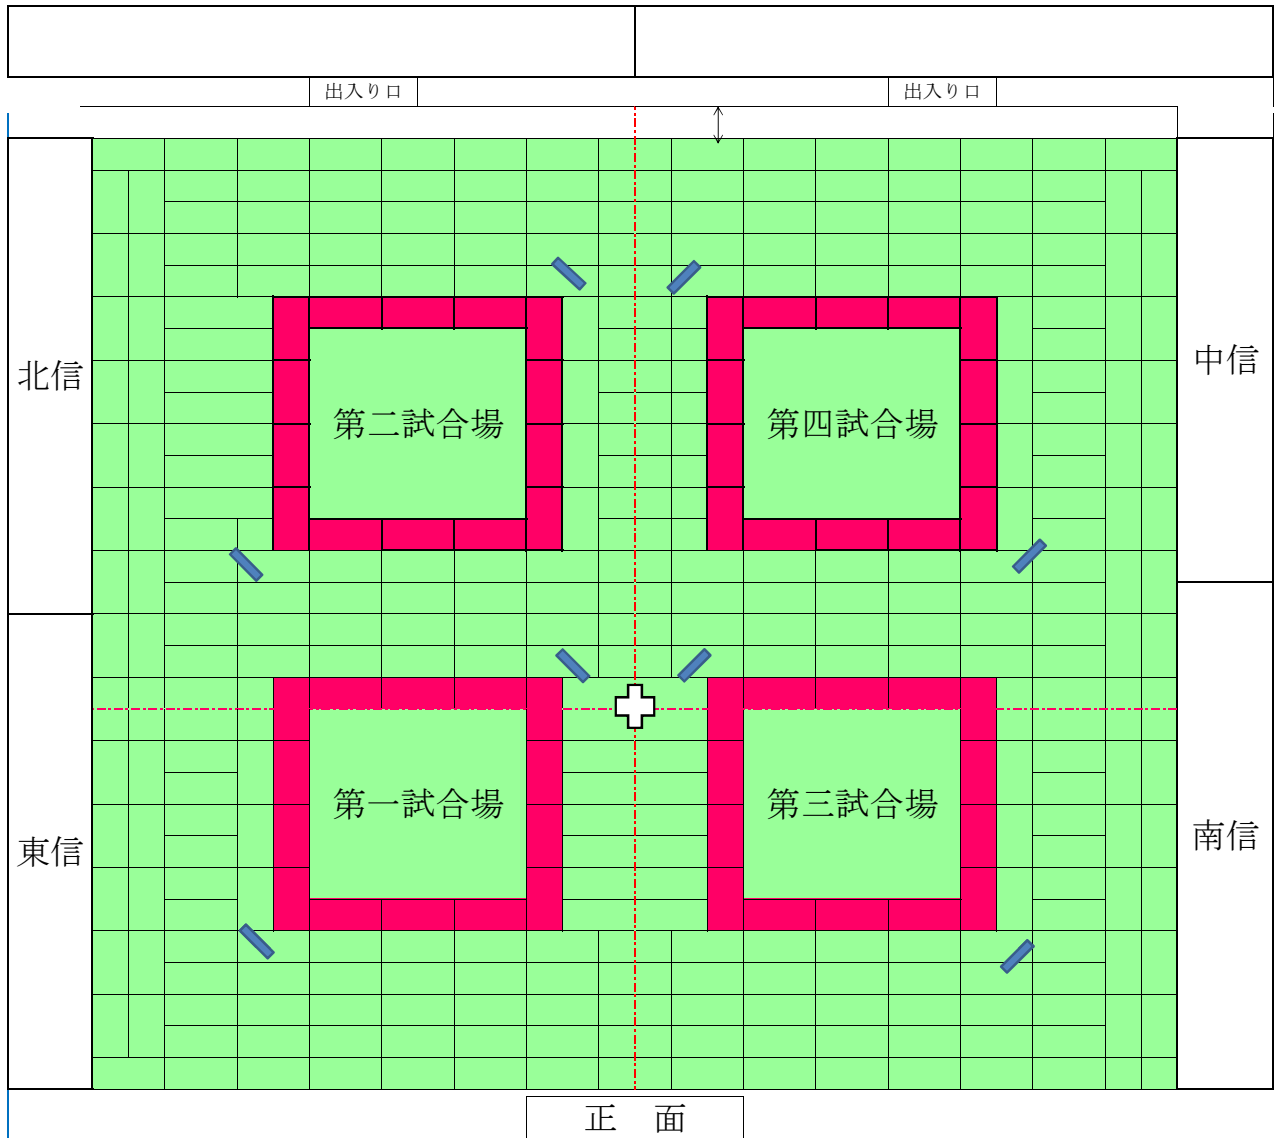 出入り口
出入り口
北信
中信
第二試合場
第四試合場
東信
南信
第一試合場
第三試合場
正　面